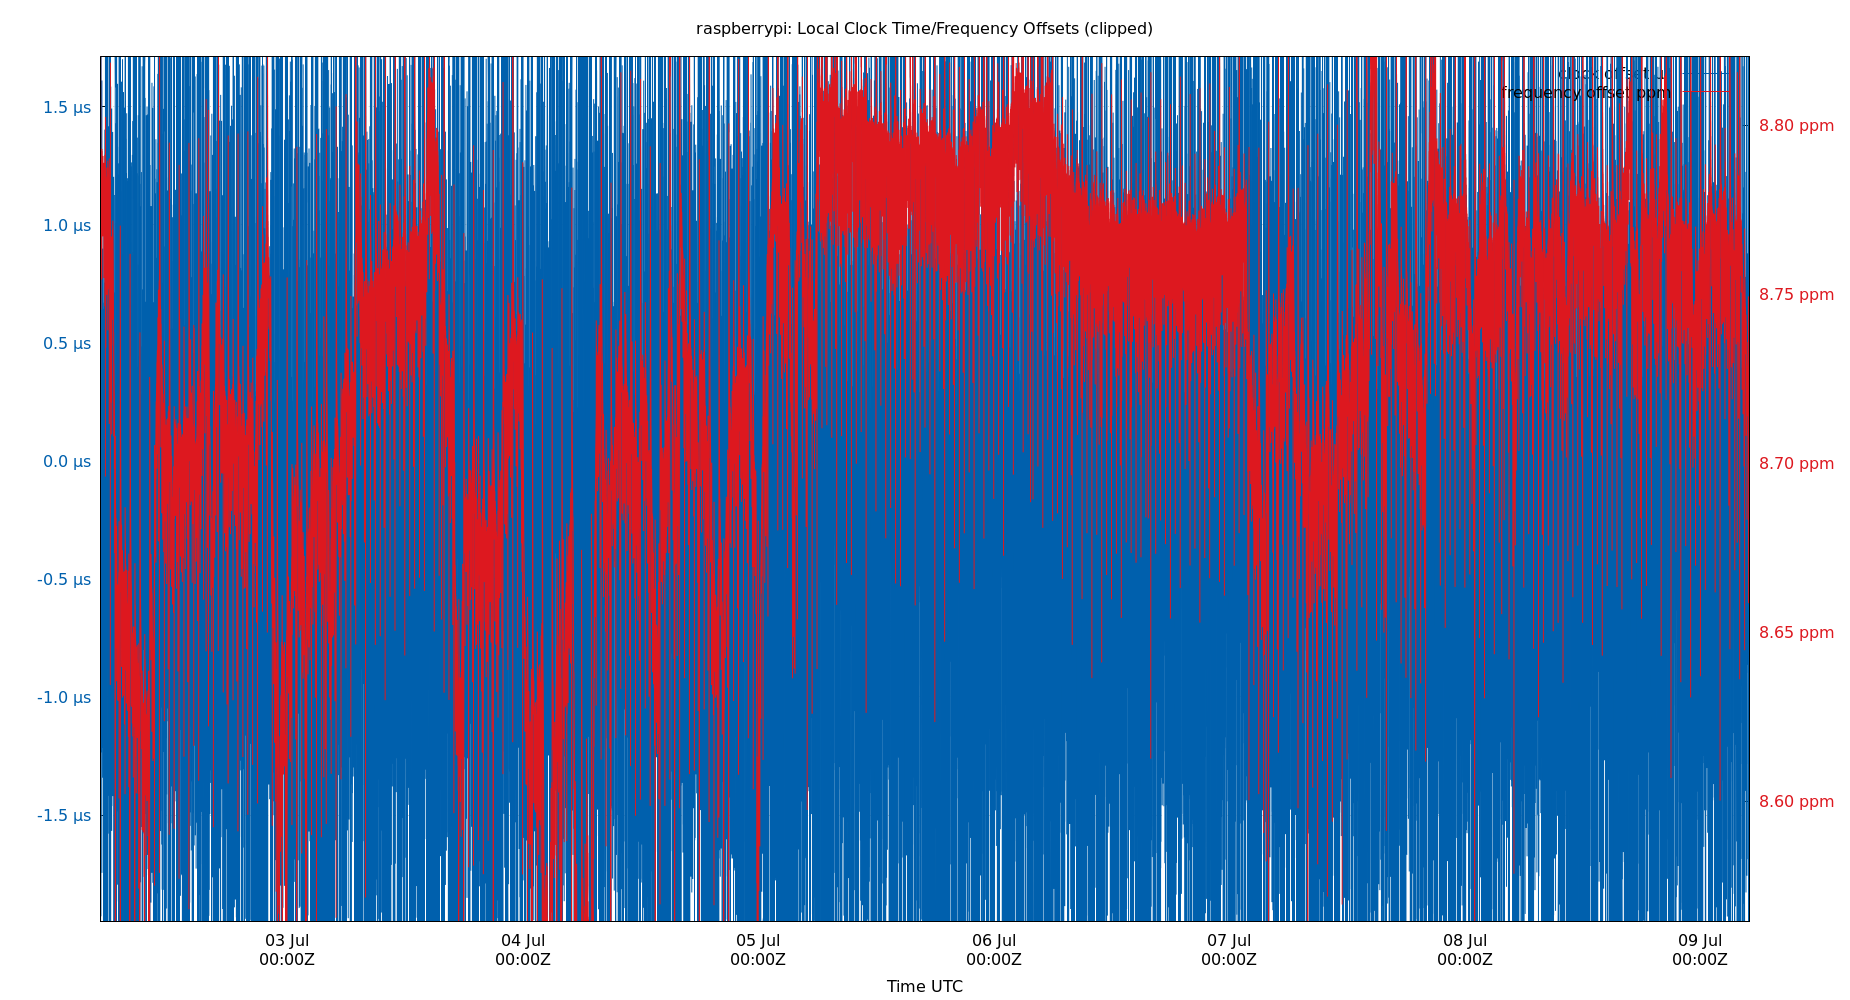 raspberrypi: Local Clock Time/Frequency Offsets (clipped)
clock offset
frequency offset ppm
1.5 µs
1.0 µs
0.5 µs
0.0 µs
-0.5 µs
-1.0 µs
-1.5 µs
8.80 ppm
8.75 ppm
8.70 ppm
8.65 ppm
8.60 ppm
03 Jul 04 Jul 05 Jul 06 Jul 07 Jul 08 Jul 09 Jul
00:00Z 00:00Z 00:00Z 00:00Z 00:00Z 00:00Z 00:00Z
Time UTC